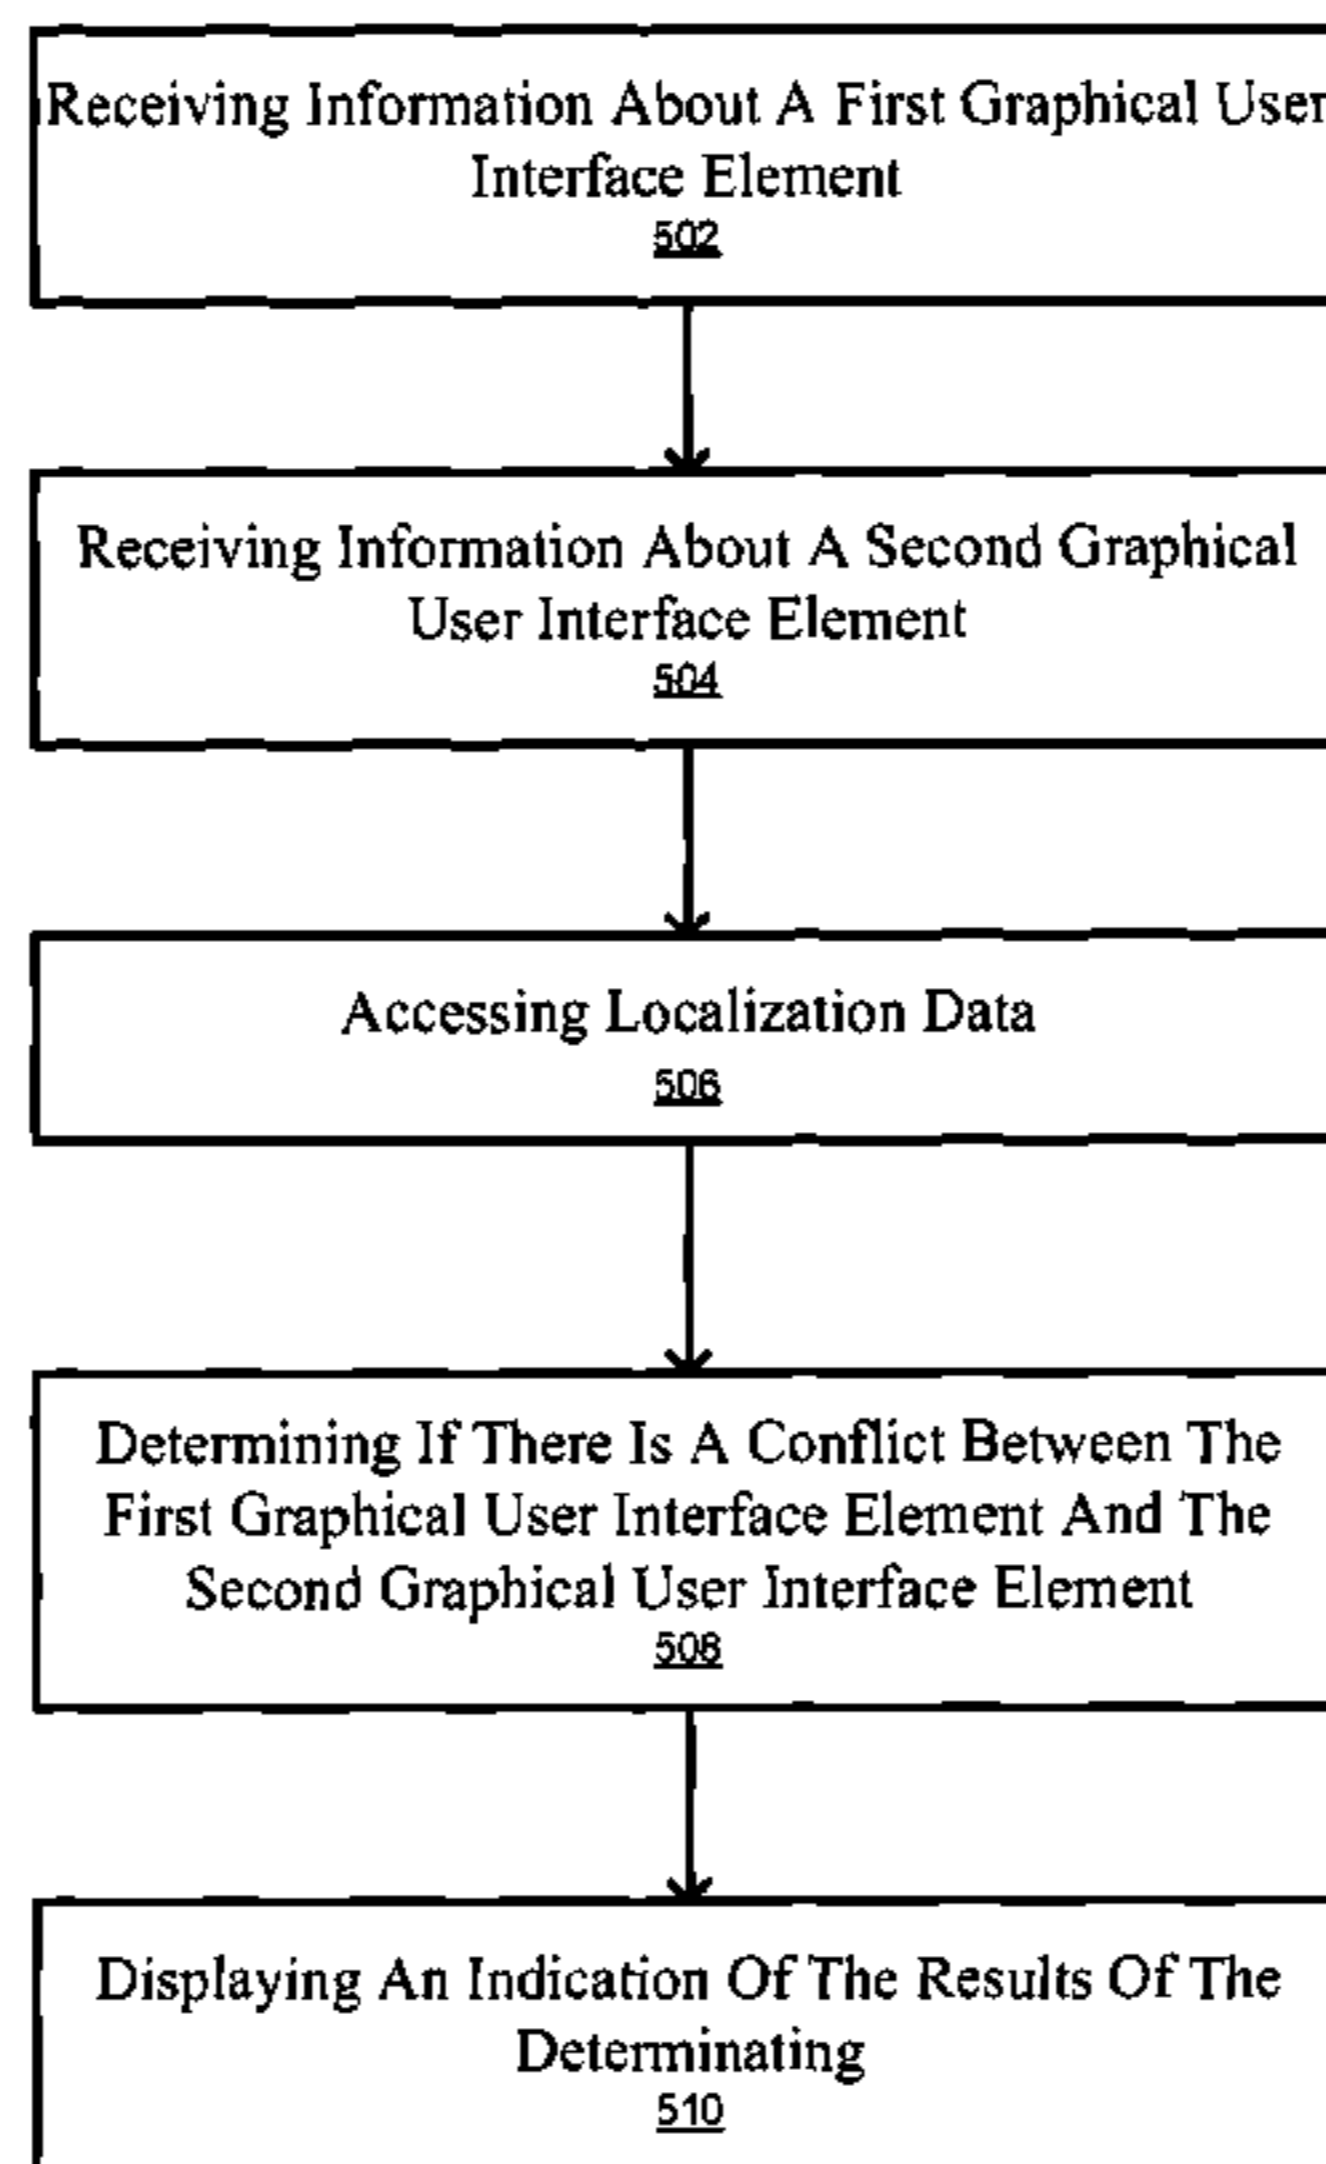 Receiving Information About A First Graphical User
Interface Element
502
Receiving Information About A Second Graphical
User Interface Element
504
Accessing Localization Data
506
Determining If There Is A Conflict Between The
First Graphical User Interface Element And The
Second Graphical User Interface Element
508
Displaying An Indication Of The Results Of The
Determinating
510